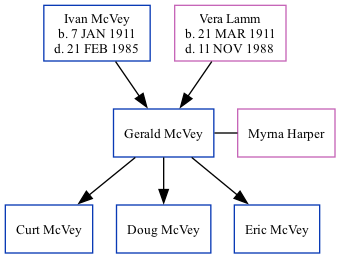 Ivan McVey
b. 7 JAN 1911
d. 21 FEB 1985
Vera Lamm
b. 21 MAR 1911
d. 11 NOV 1988
Gerald McVey
Myrna Harper
Curt McVey
Doug McVey
Eric McVey